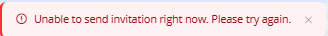 Unable to send invitation right now. Please try again.